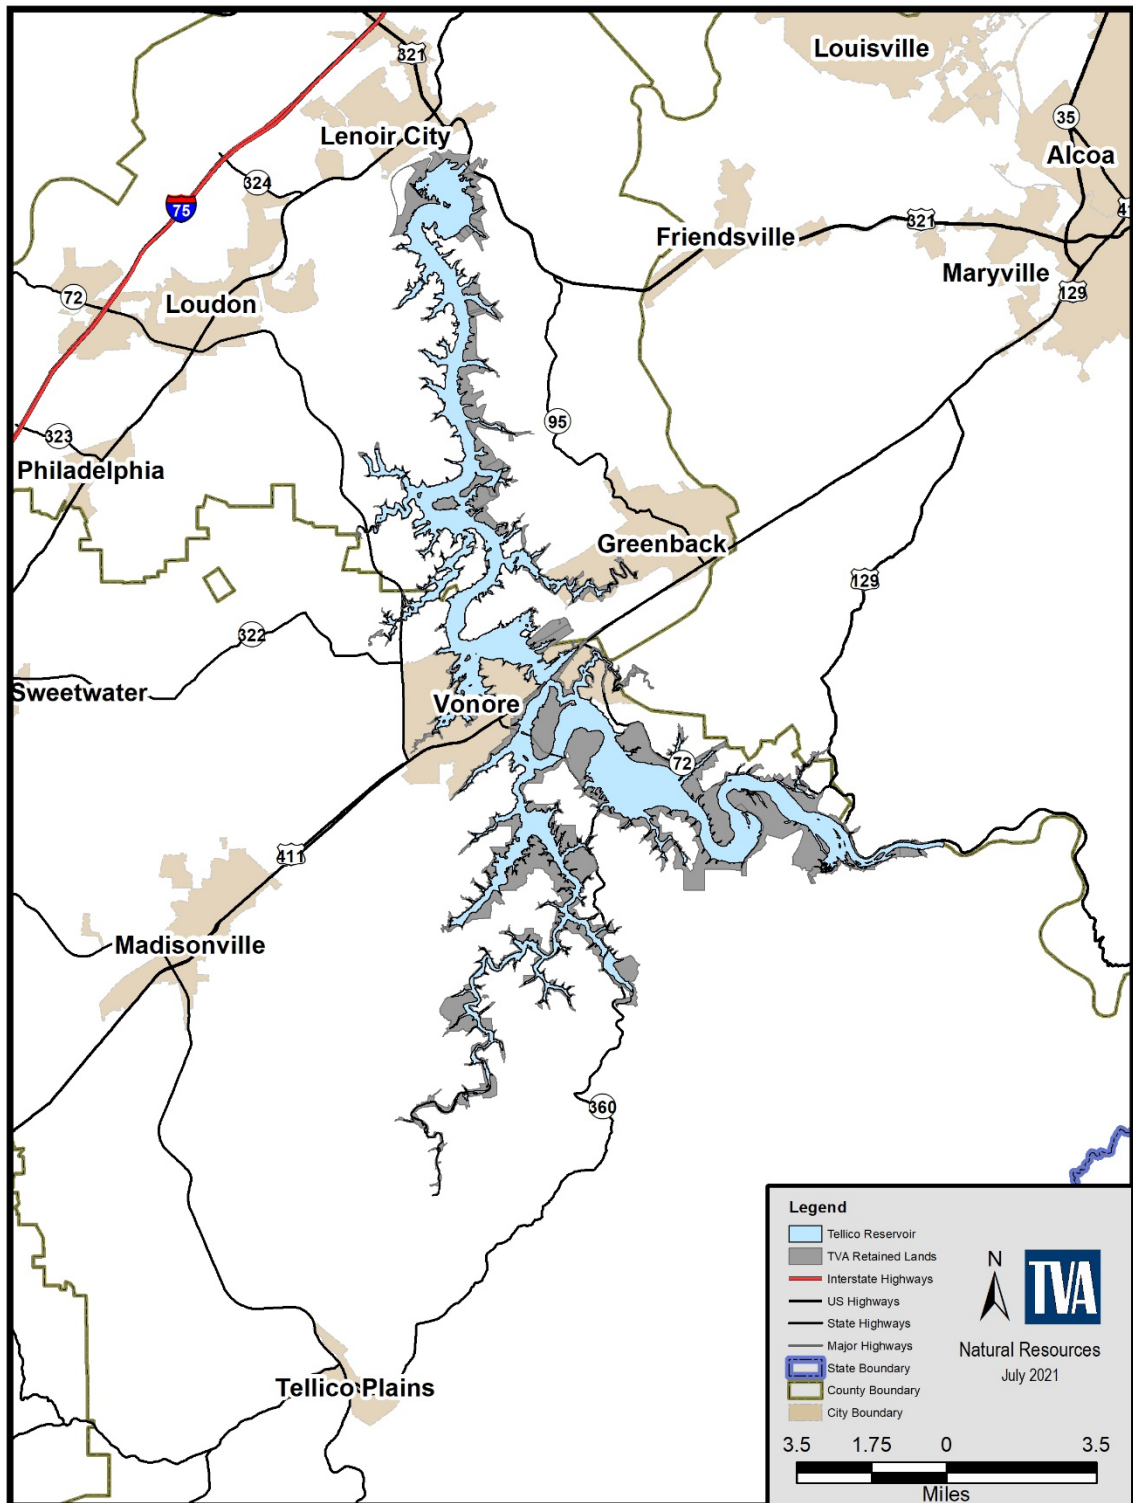 321
Louisville
35
Alcoa
Lenoir City
324
75
41
321
Friendsville
Maryville
129
72
Loudon
95
323
Philadelphia
Greenback
129
322
Sweetwater
Vonore
72
411
Madisonville
360
Tellico Plains
Legend
Tellico Reservoir
TVA Retained Lands
Interstate Highways
US Highways
State Highways
Major Highways
State Boundary
County Boundary
City Boundary
N
TVA
Natural Resources
July 2021
3.5 1.75 0 3.5
Miles